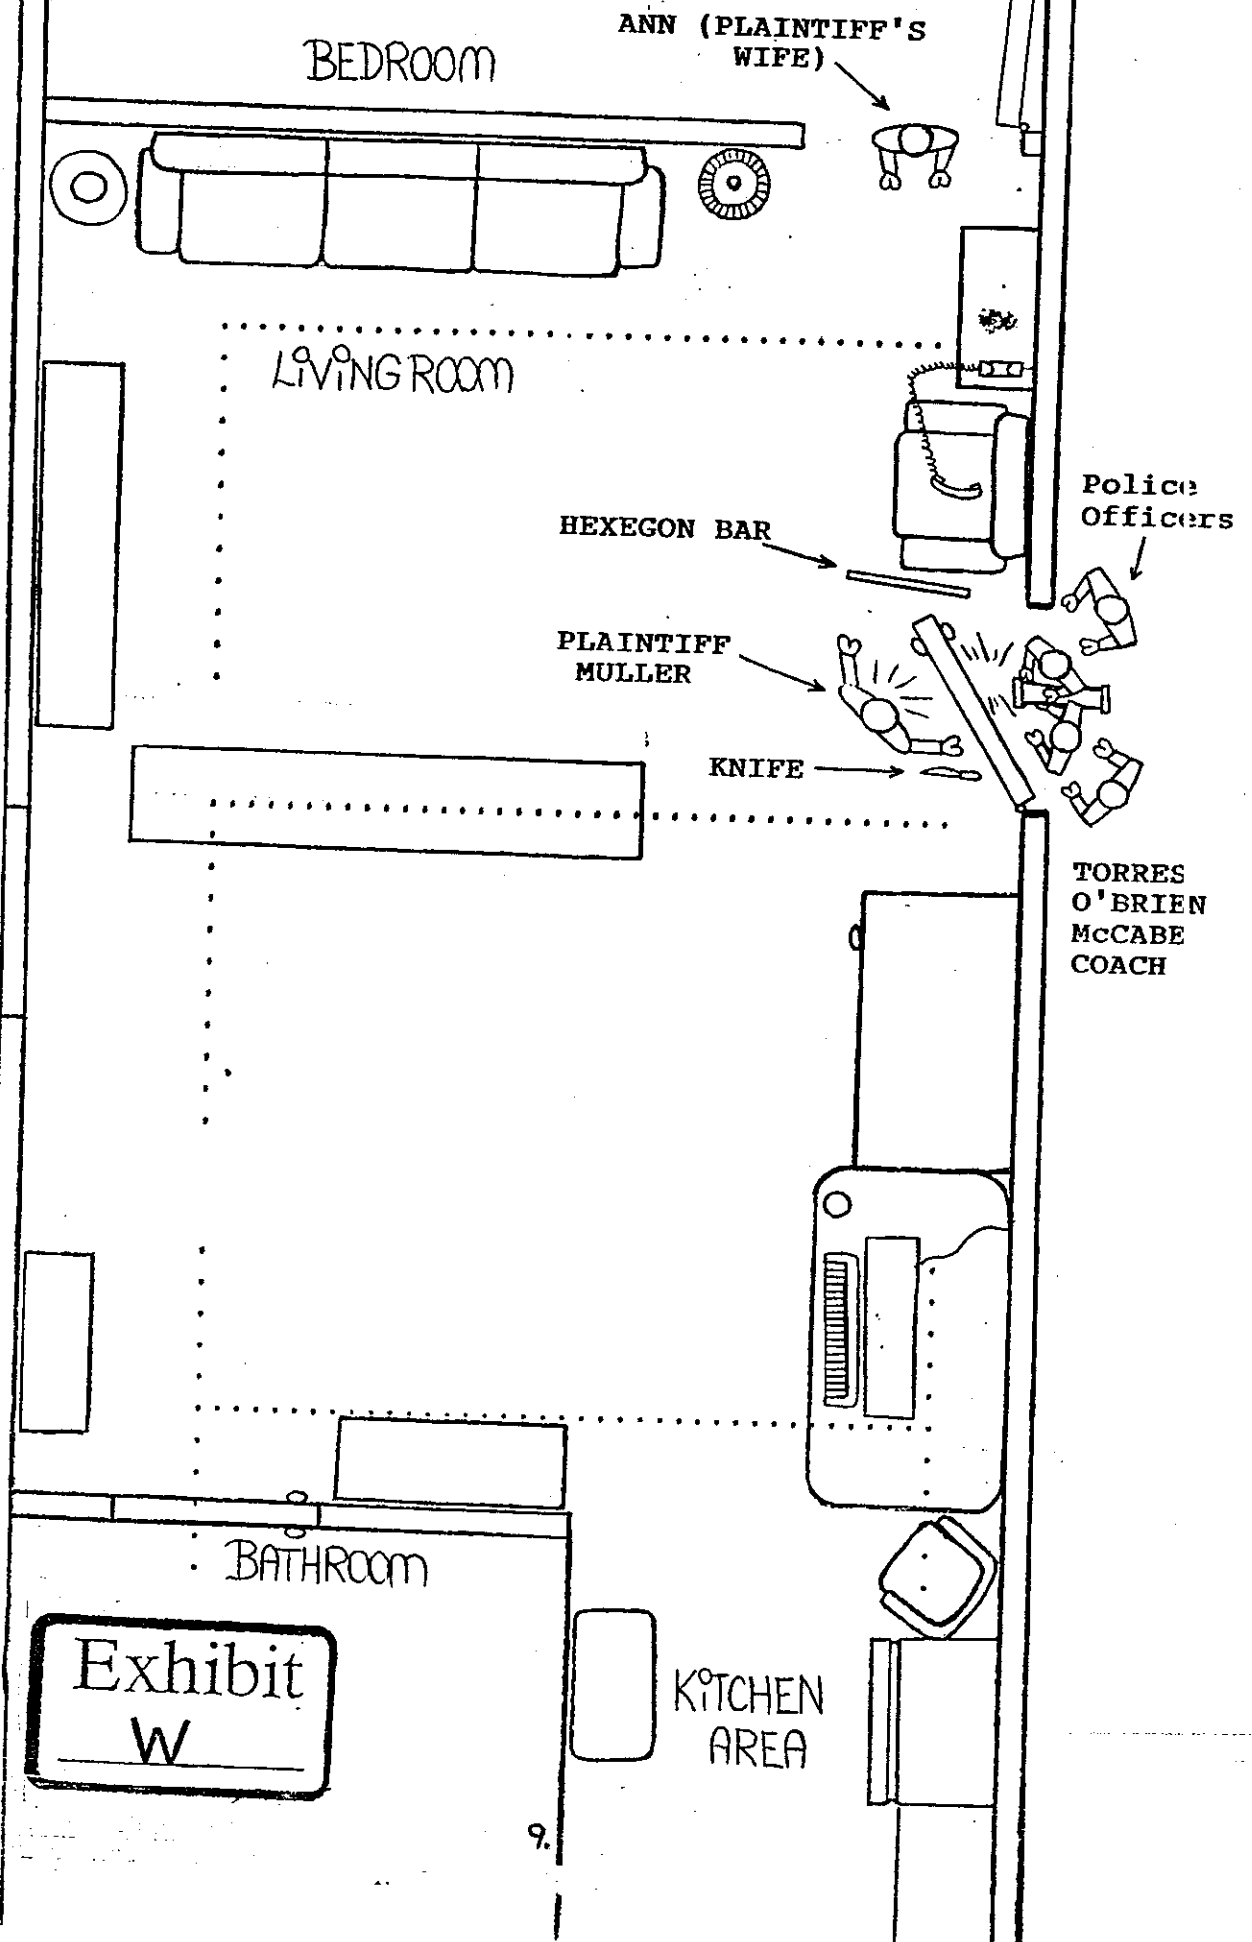 ANN (PLAINTIFF'S
WIFE)
BEDROOM
LIVING ROOM
Police
Officers
HEXEGON BAR
PLAINTIFF
MULLER
KNIFE
TORRES
O'BRIEN
McCABE
COACH
BATHROOM
Exhibit
W
KITCHEN
AREA
9.